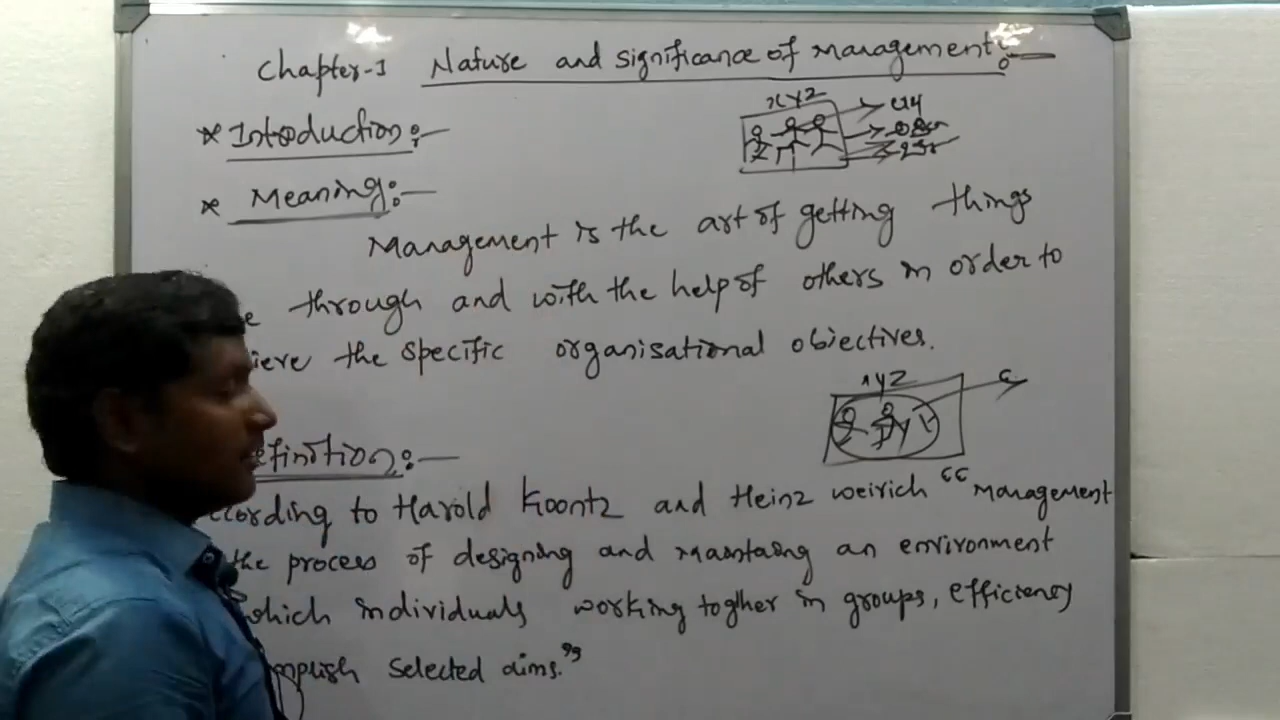 Chapter-1 Nature and significance of Management:-
xyz
* Introduction:-
* Meaning:-
Management is the art of getting things
through and with the help of others in order to
the specific organisational objectives.
xyz
Definition:-
According to Harold Koontz and Heinz weirich "Management
the process of designing and maintaing an environment
which individuals working togther in groups, efficiency
selected aims."